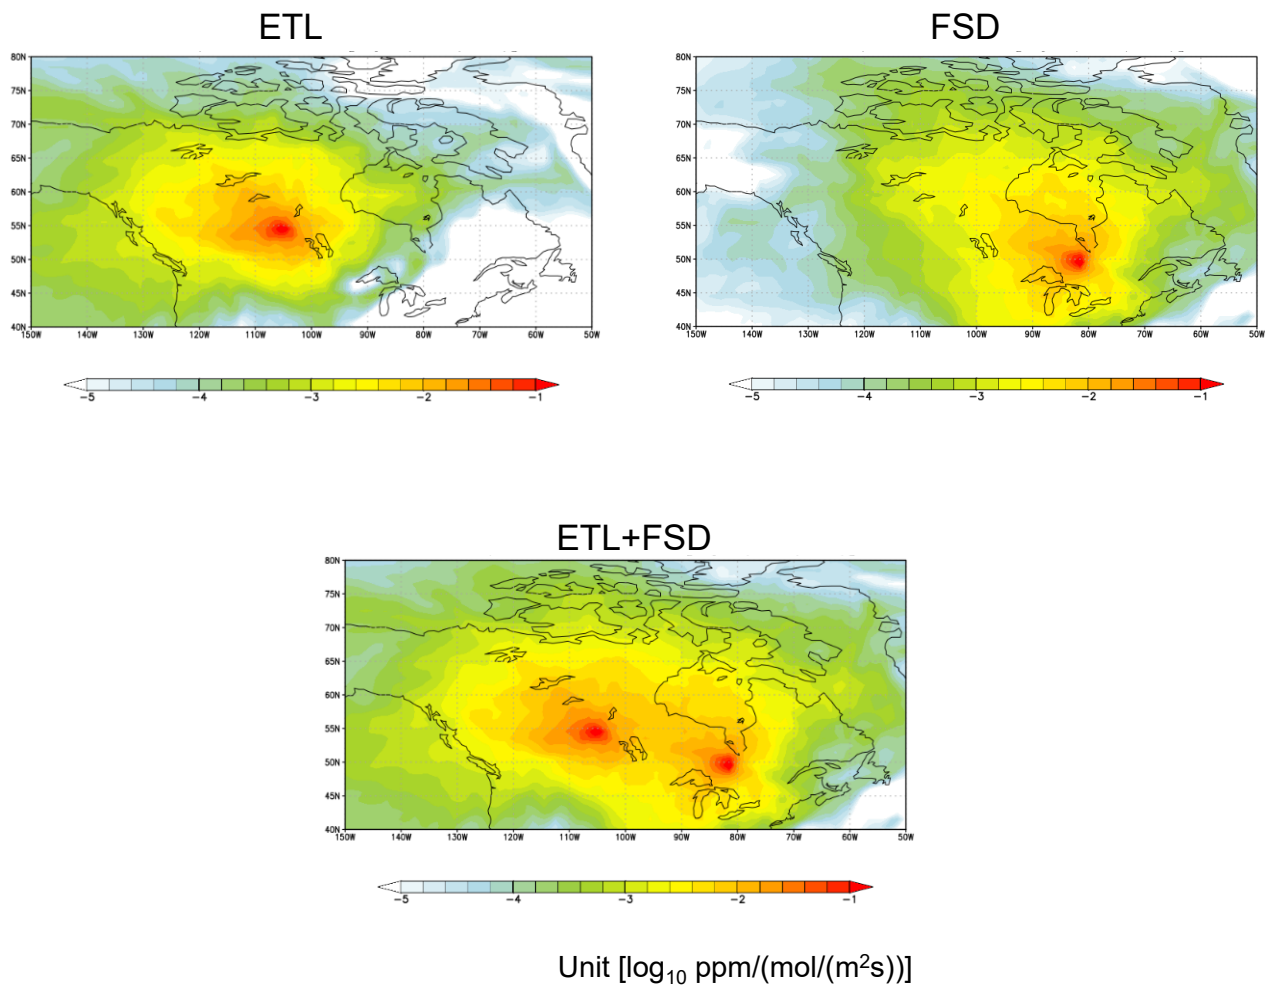 ETL
FSD
80N
75N
70N
65N
60N
55N
50N
45N
40N
150W 140W 130W 120W 110W 100W 90W 80W 70W 60W 50W
-5 -4 -3 -2 -1
80N
75N
70N
65N
60N
55N
50N
45N
40N
150W 140W 130W 120W 110W 100W 90W 80W 70W 60W 50W
-5 -4 -3 -2 -1
ETL+FSD
80N
75N
70N
65N
60N
55N
50N
45N
40N
150W 140W 130W 120W 110W 100W 90W 80W 70W 60W 50W
-5 -4 -3 -2 -1
Unit [log₁₀ ppm/(mol/(m²s))]